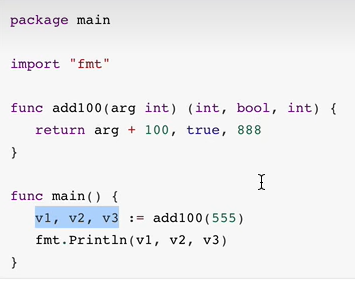 package main
import "fmt"
func add100(arg int) (int, bool, int) {
return arg + 100, true, 888
}
func main() {
v1, v2, v3 := add100(555)
fmt.Println(v1, v2, v3)
}